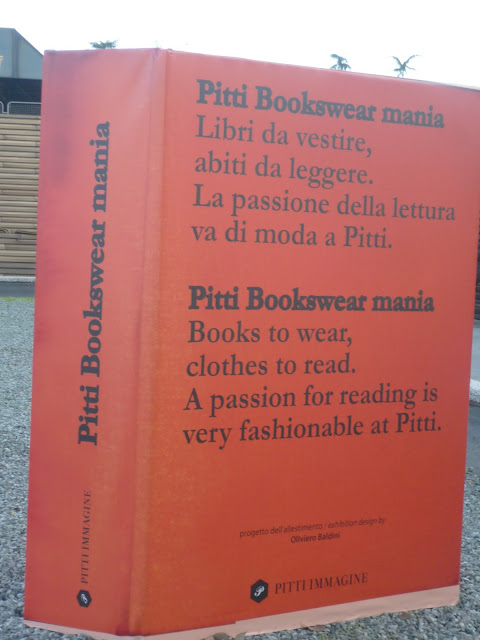 Pitti Bookswear mania
PITTI IMMAGINE
Pitti Bookswear mania
Libri da vestire,
abiti da leggere.
La passione della lettura
va di moda a Pitti.
Pitti Bookswear mania
Books to wear,
clothes to read.
A passion for reading is
very fashionable at Pitti.
progetto dell'allestimento / exhibition design by
Oliviero Baldini
PITTI IMMAGINE